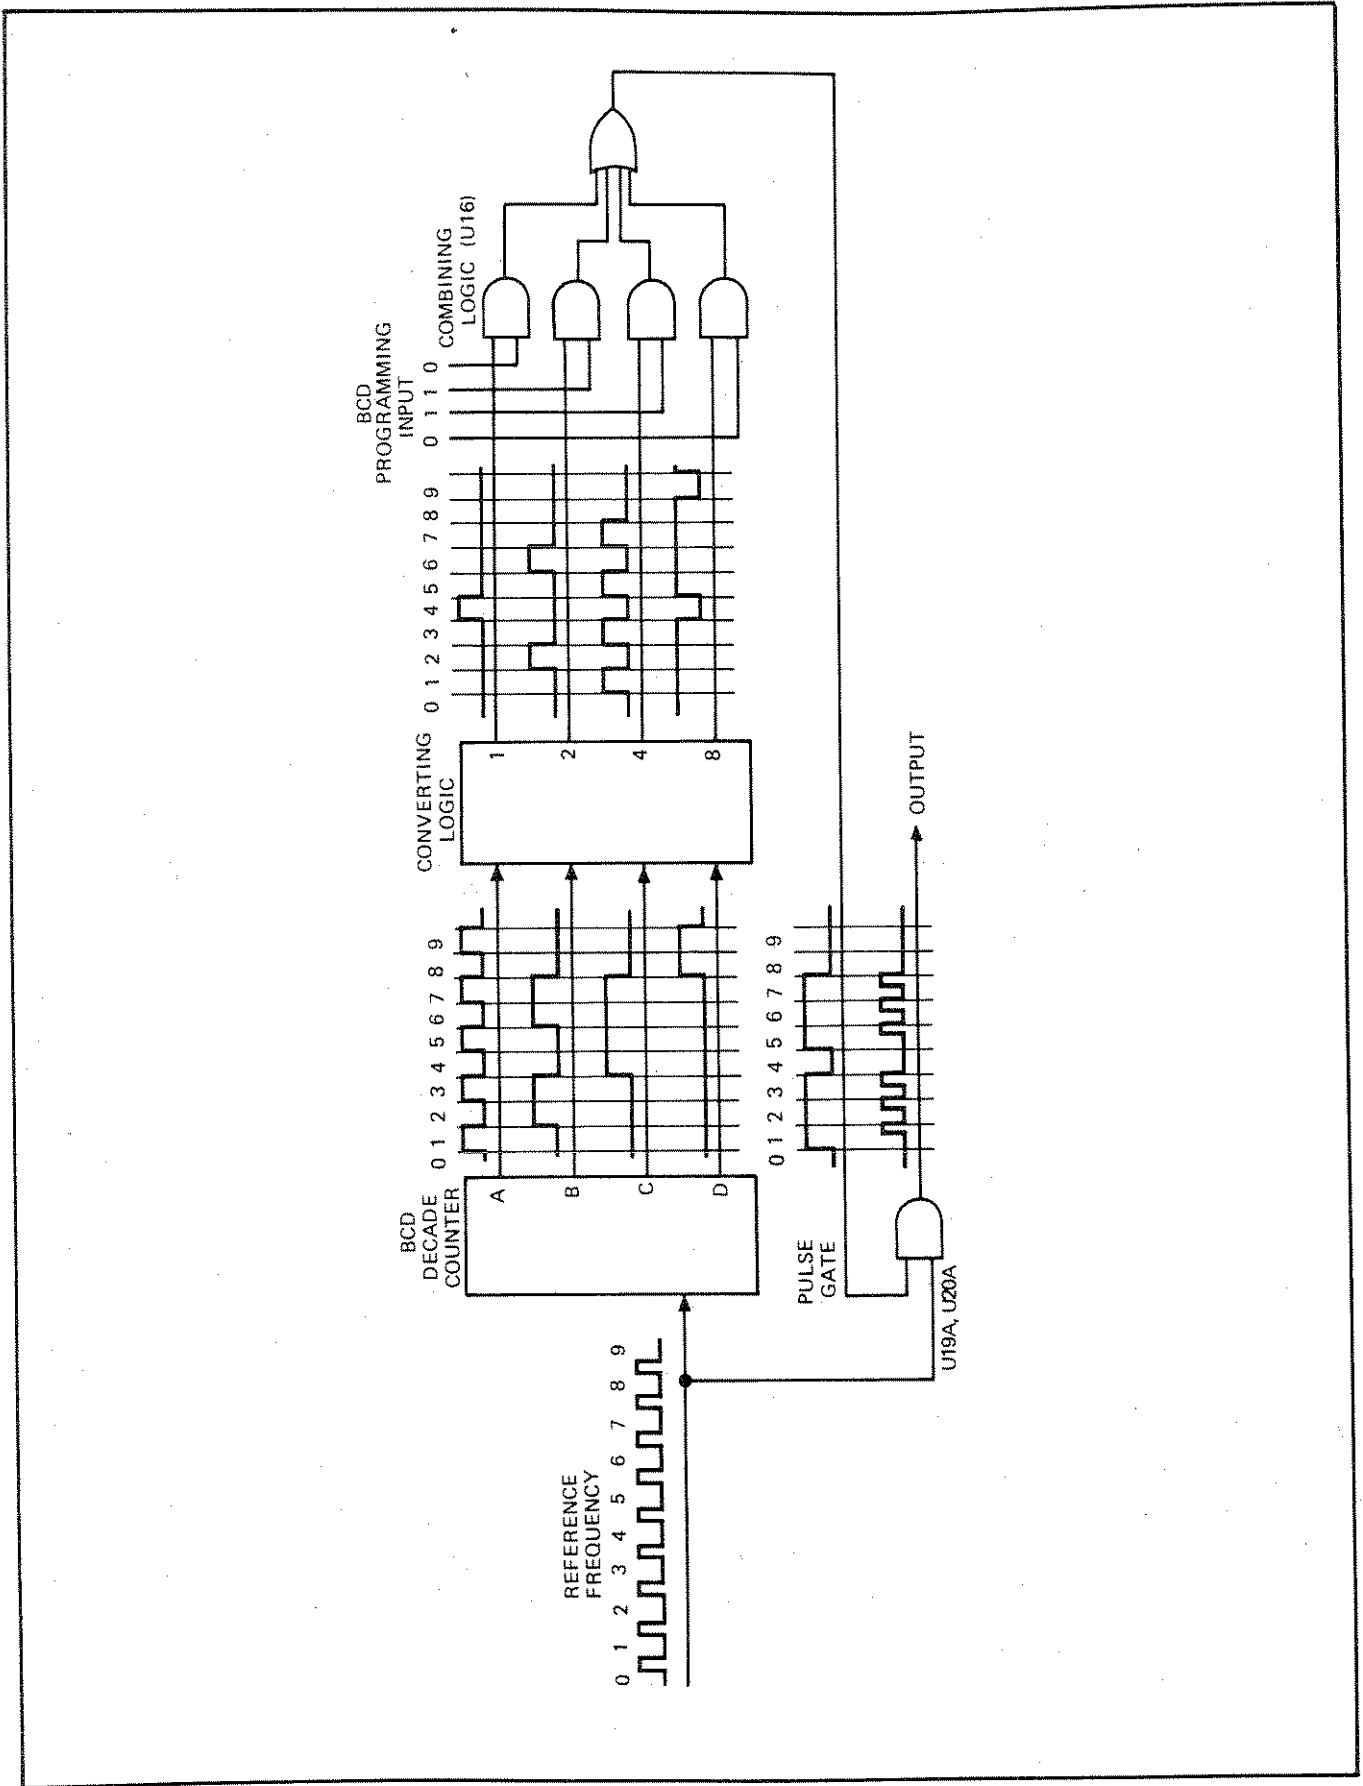 REFERENCE
FREQUENCY
0 1 2 3 4 5 6 7 8 9
BCD
DECADE
COUNTER
A
B
C
D
0 1 2 3 4 5 6 7 8 9
CONVERTING
LOGIC
1
2
4
8
0 1 2 3 4 5 6 7 8 9
BCD
PROGRAMMING
INPUT
0 1 1 0
COMBINING
LOGIC (U16)
PULSE
GATE
U19A, U20A
0 1 2 3 4 5 6 7 8 9
OUTPUT